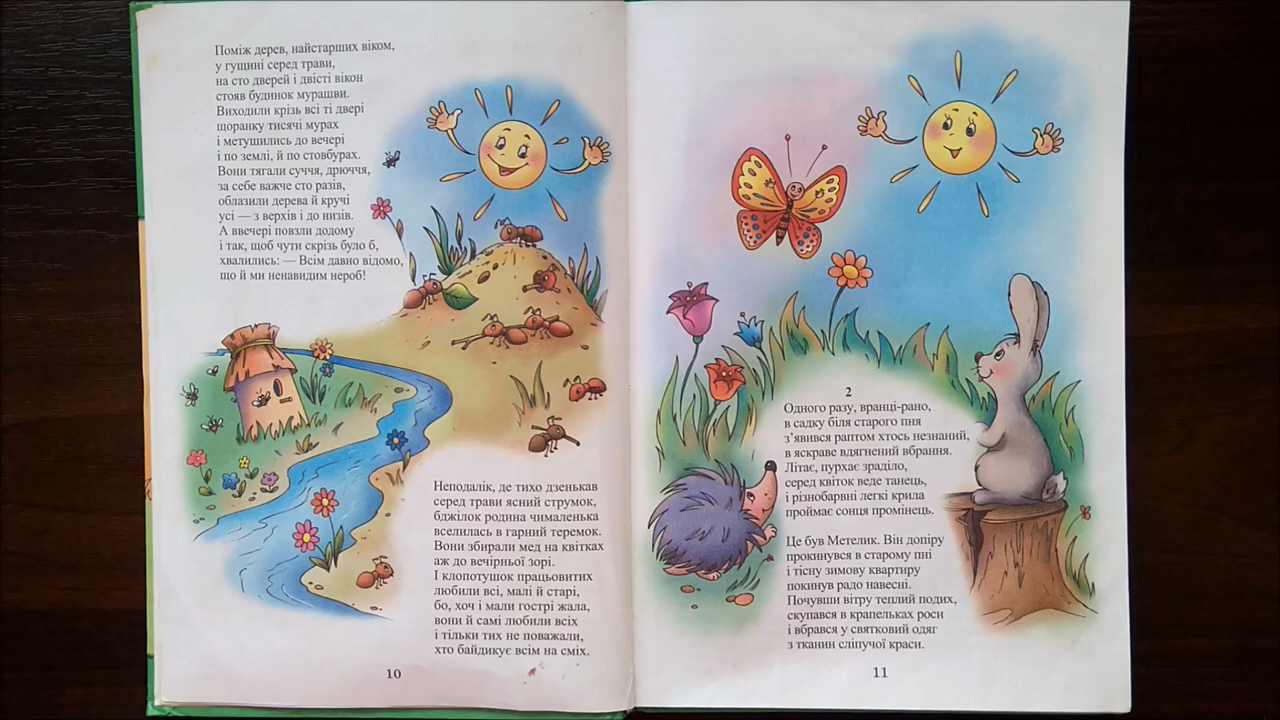 Поміж дерев, найстарших віком,
у гущині серед трави,
на сто дверей і двісті вікон
стояв будинок мурашви.
Виходили крізь всі ті двері
щоранку тисячі мурах
і метушились до вечері
і по землі, й по стовбурах.
Вони тягали суччя, дрюччя,
за себе важче сто разів,
облазили дерева й кручі
усі — з верхів і до низів.
А ввечері повзли додому
і так, щоб чути скрізь було б,
хвалились: — Всім давно відомо,
що й ми ненавидим нероб!
Неподалік, де тихо дзенькав
серед трави ясний струмок,
бджілок родина чималенька
вселилась в гарний теремок.
Вони збирали мед на квітках
аж до вечірньої зорі.
І клопотушок працьовитих
любили всі, малі й старі,
бо, хоч і мали гострі жала,
вони й самі любили всіх
і тільки тих не поважали,
хто байдикує всім на сміх.
10
2
Одного разу, вранці-рано,
в садку біля старого пня
з’явився раптом хтось незнаний,
в яскраве вдягнений вбрання.
Літає, пурхає зраділо,
серед квіток веде танець,
і різнобарвні легкі крила
проймає сонця промінець.
Це був Метелик. Він допіру
прокинувся в старому пні
і тісну зимову квартиру
покинув радо навесні.
Почувши вітру теплий подих,
скупався в крапельках роси
і вбрався у святковий одяг
з тканин сліпучої краси.
11